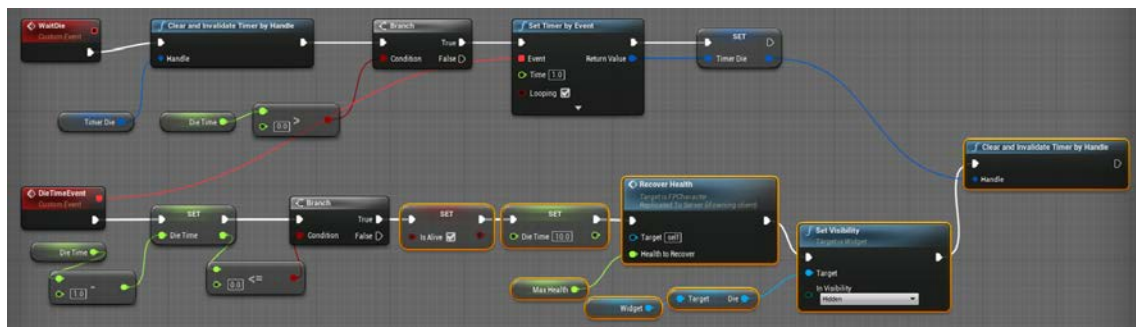 WaitDie
Custom Event
Clear and Invalidate Timer by Handle
Handle
Branch
True
Condition
False
Set Timer by Event
Event
Return Value
Time 1.0
Looping
SET
Timer Die
Timer Die
Die Time
0.0 >
Clear and Invalidate Timer by Handle
Handle
DieTimeEvent
Custom Event
SET
Die Time
Branch
True
Condition
False
SET
Is Alive
SET
Die Time 10.0
Recover Health
Target is FPCharacter
Replicated To Server (if owning client)
Target self
Health to Recover
Set Visibility
Target is Widget
Target
In Visibility
Hidden
Die Time
1.0 -
0.0 <=
Max Health
Widget
Target Die